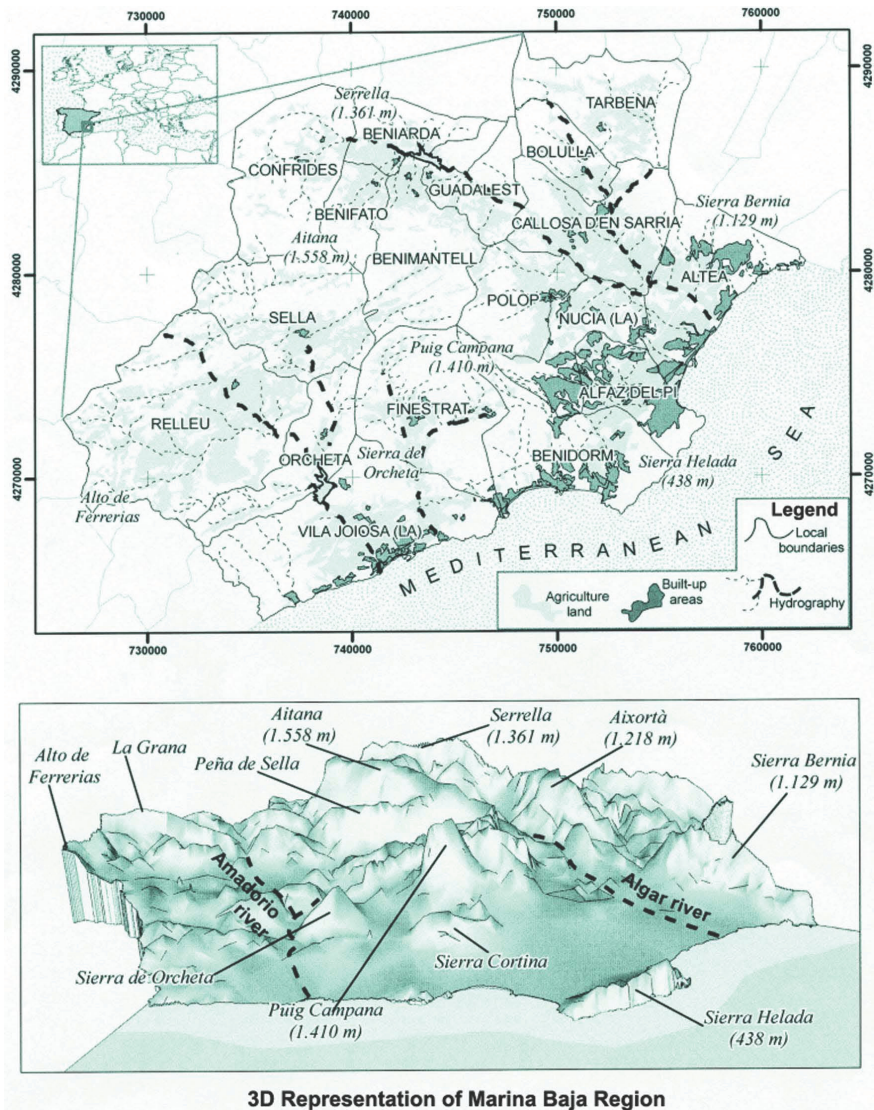 730000
740000
750000
760000
4290000
4290000
Serrella
(1.361 m)
TARBENA
BENIARDA
BOLULLA
CONFRIDES
GUADALEST
Sierra Bernia
(1.129 m)
BENIFATO
CALLOSA D'EN SARRIA
Aitana
(1.558 m)
BENIMANTELL
4280000
4280000
ALTEA
POLOP
SELLA
NUCIA (LA)
Puig Campana
(1.410 m)
ALFAZ DEL PI
FINESTRAT
RELLEU
Sierra de
Orcheta
ORCHETA
BENIDORM
Sierra Helada
(438 m)
4270000
4270000
Alto de
Ferrerias
VILA JOIOSA (LA)
MEDITERRANEAN SEA
Legend
Local
boundaries
Agriculture
land
Built-up
areas
Hydrography
730000
740000
750000
760000
Aitana
(1.558 m)
Serrella
(1.361 m)
Aixortà
(1.218 m)
Alto de
Ferrerias
La Grana
Peña de Sella
Sierra Bernia
(1.129 m)
Amadorio
river
Algar river
Sierra de Orcheta
Sierra Cortina
Puig Campana
(1.410 m)
Sierra Helada
(438 m)
3D Representation of Marina Baja Region